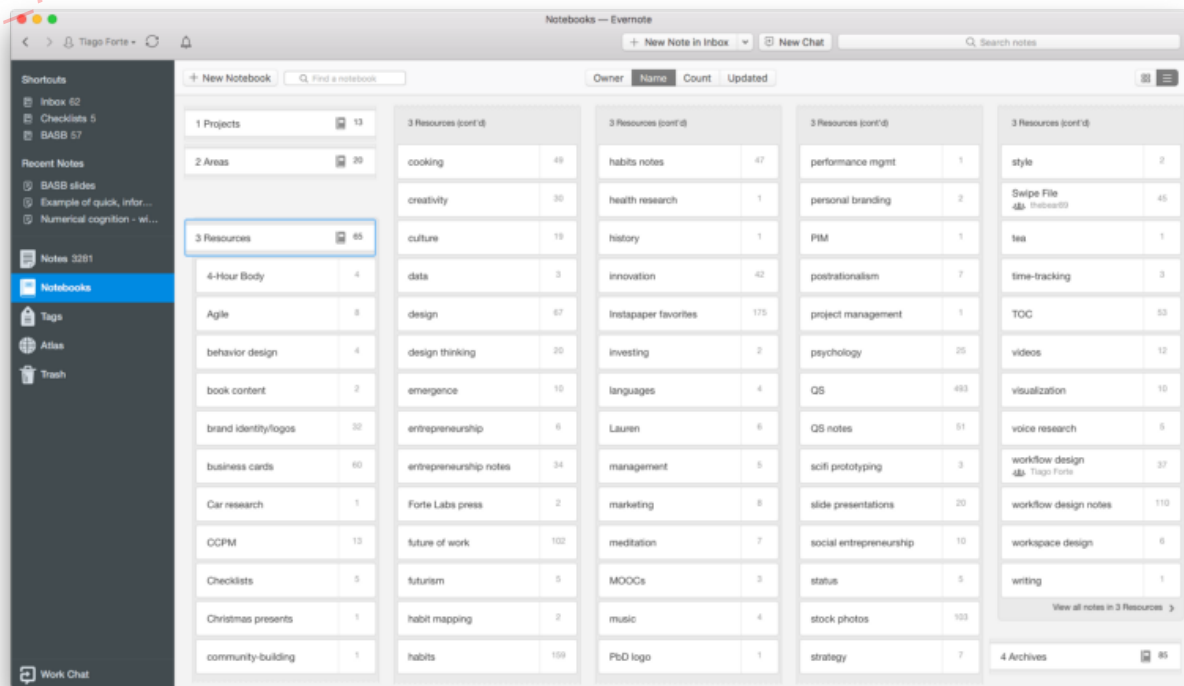 Notebooks — Evernote
Tiago Forte
+ New Note in Inbox
New Chat
Search notes
Shortcuts
Inbox 62
Checklists 5
BASB 57
Recent Notes
BASB slides
Example of quick, infor...
Numerical cognition - wi...
Notes 3281
Notebooks
Tags
Atlas
Trash
Work Chat
+ New Notebook
Find a notebook
Owner Name Count Updated
1 Projects 13
2 Areas 20
3 Resources 65
4-Hour Body 4
Agile 8
behavior design 4
book content 2
brand identity/logos 32
business cards 60
Car research 1
CCPM 13
Checklists 5
Christmas presents 1
community-building 1
3 Resources (cont'd)
cooking 49
creativity 30
culture 19
data 3
design 67
design thinking 20
emergence 10
entrepreneurship 6
entrepreneurship notes 34
Forte Labs press 2
future of work 102
futurism 5
habit mapping 2
habits 159
3 Resources (cont'd)
habits notes 47
health research 1
history 1
innovation 42
Instapaper favorites 175
investing 2
languages 4
Lauren 6
management 5
marketing 8
meditation 7
MOOCs 3
music 4
PbD logo 1
3 Resources (cont'd)
performance mgmt 1
personal branding 2
PIM 1
postrationalism 7
project management 1
psychology 25
QS 493
QS notes 51
scifi prototyping 3
slide presentations 20
social entrepreneurship 10
status 5
stock photos 103
strategy 7
3 Resources (cont'd)
style 2
Swipe File 45
thebear89
tea 1
time-tracking 3
TOC 53
videos 12
visualization 10
voice research 5
workflow design 37
Tiago Forte
workflow design notes 110
workspace design 6
writing 1
View all notes in 3 Resources
4 Archives 85